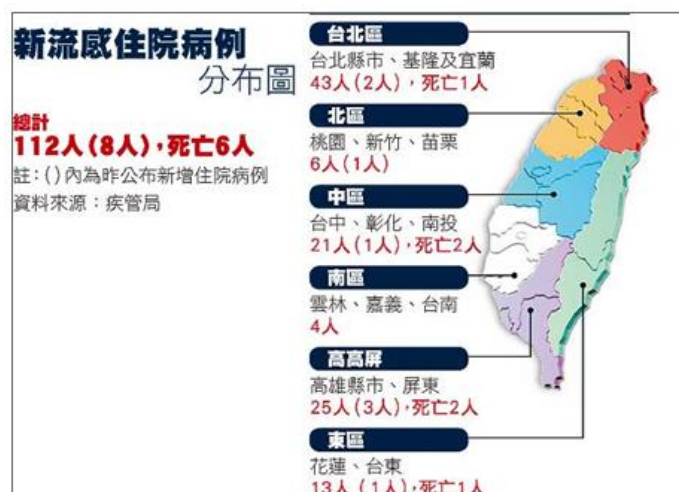 新流感住院病例
分布圖
總計
112人(8人),死亡6人
註:()內為昨公布新增住院病例
資料來源:疾管局
台北區
台北縣市、基隆及宜蘭
43人(2人),死亡1人
北區
桃園、新竹、苗栗
6人(1人)
中區
台中、彰化、南投
21人(1人),死亡2人
南區
雲林、嘉義、台南
4人
高高屏
高雄縣市、屏東
25人(3人),死亡2人
東區
花蓮、台東
13人(1人),死亡1人